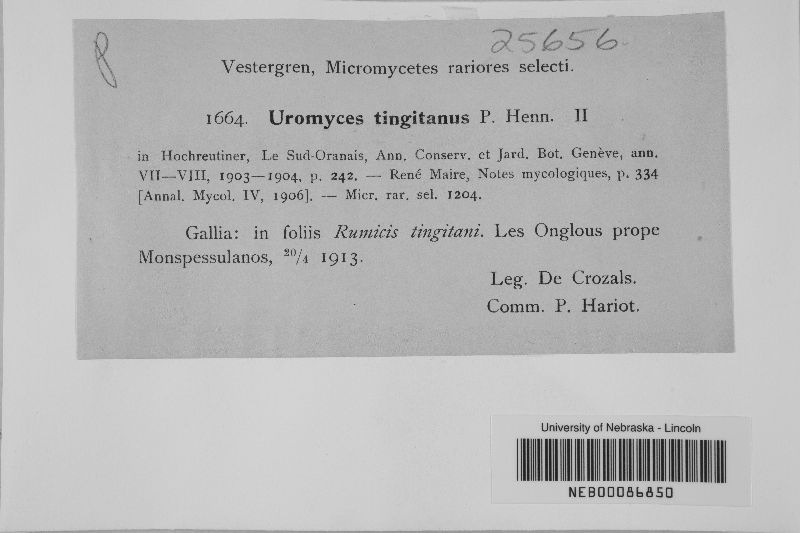 25656
Vestergren, Micromycetes rariores selecti.
1664. Uromyces tingitanus P. Henn. II
in Hochreutiner, Le Sud-Oranais, Ann. Conserv. et Jard. Bot. Genève, ann.
VII—VIII, 1903—1904, p. 242. — René Maire, Notes mycologiques, p. 334
[Annal. Mycol. IV, 1906]. — Micr. rar. sel. 1204.
Gallia: in foliis Rumicis tingitani. Les Onglous prope
Monspessulanos, 20/4 1913.
Leg. De Crozals.
Comm. P. Hariot.
University of Nebraska - Lincoln
NEB00086850